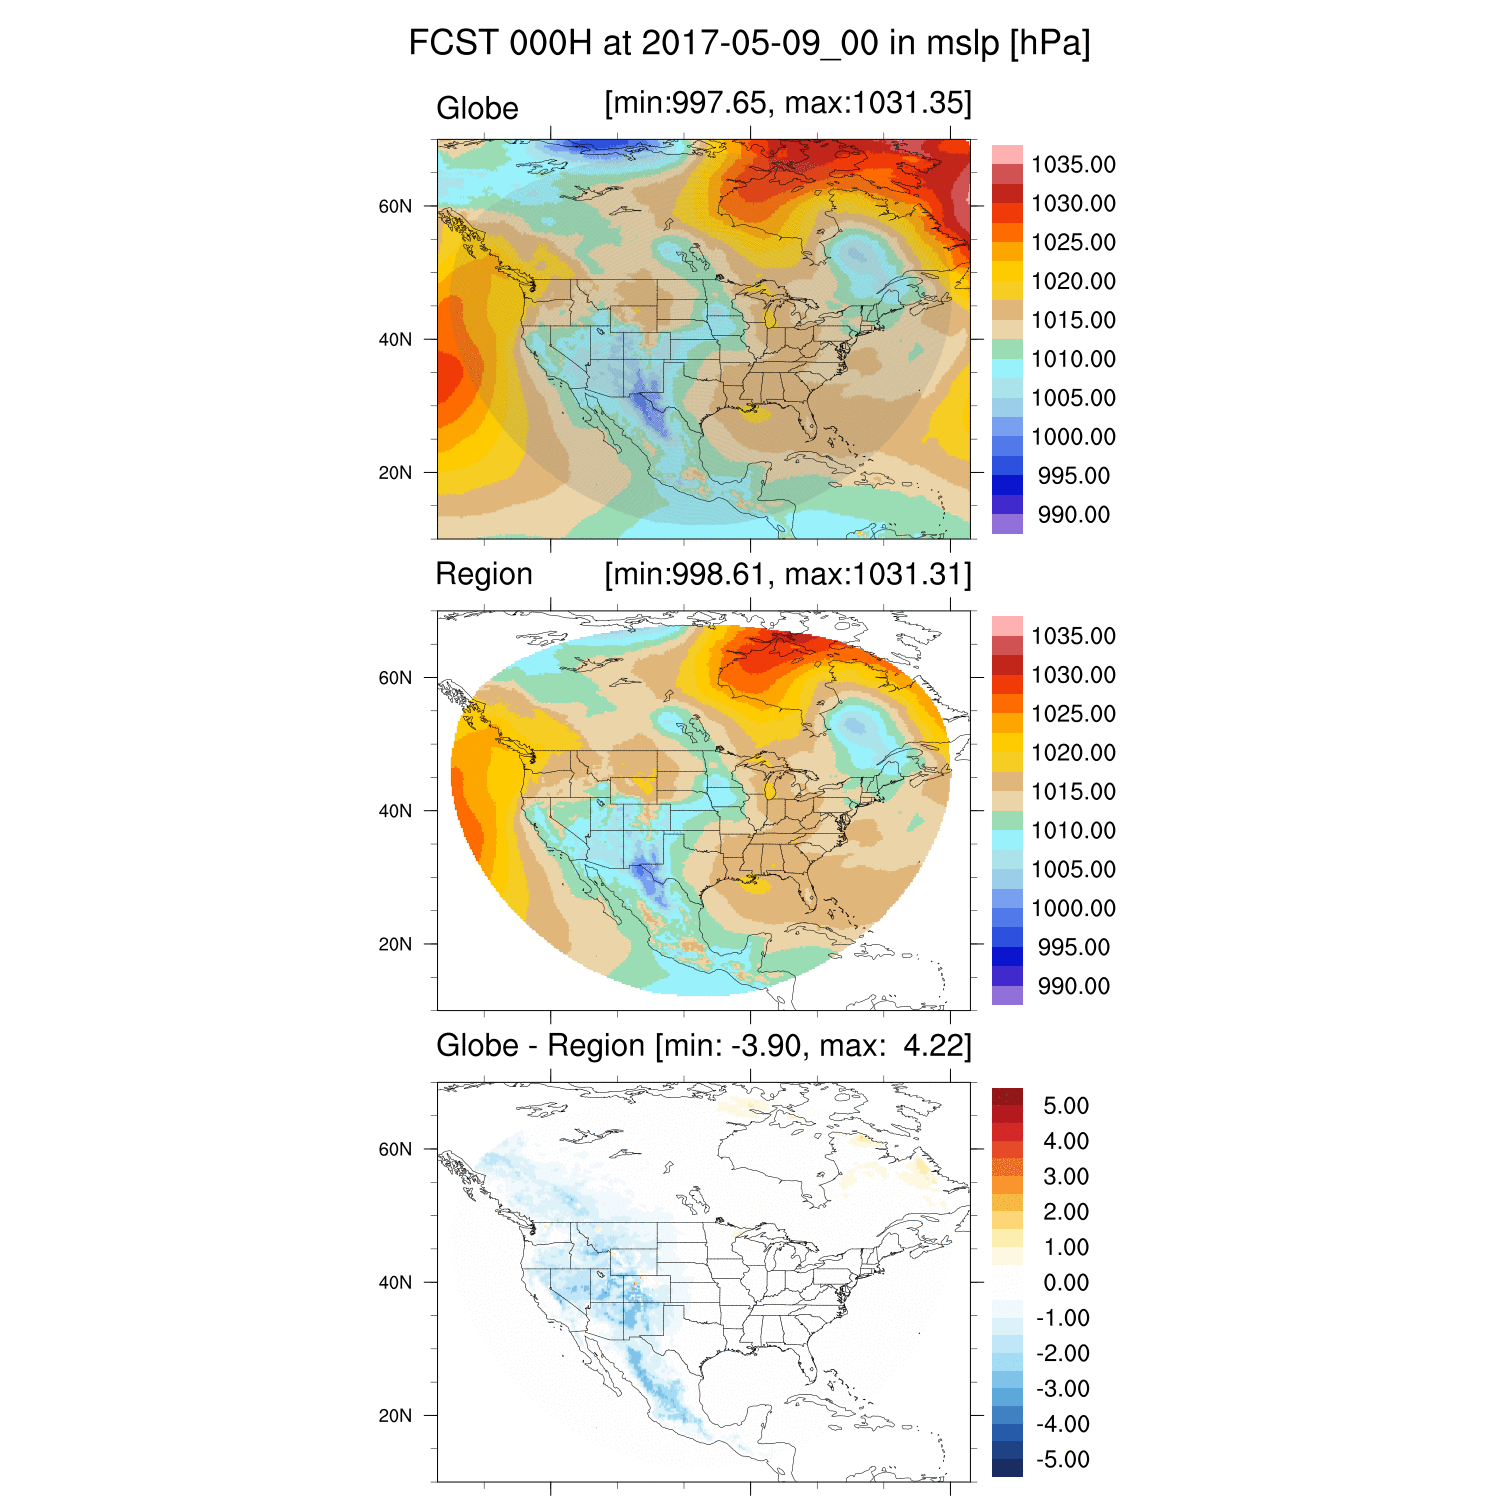 FCST 000H at 2017-05-09_00 in mslp [hPa]
Globe [min:997.65, max:1031.35]
60N
40N
20N
1035.00
1030.00
1025.00
1020.00
1015.00
1010.00
1005.00
1000.00
995.00
990.00
Region [min:998.61, max:1031.31]
60N
40N
20N
1035.00
1030.00
1025.00
1020.00
1015.00
1010.00
1005.00
1000.00
995.00
990.00
Globe - Region [min: -3.90, max: 4.22]
60N
40N
20N
5.00
4.00
3.00
2.00
1.00
0.00
-1.00
-2.00
-3.00
-4.00
-5.00